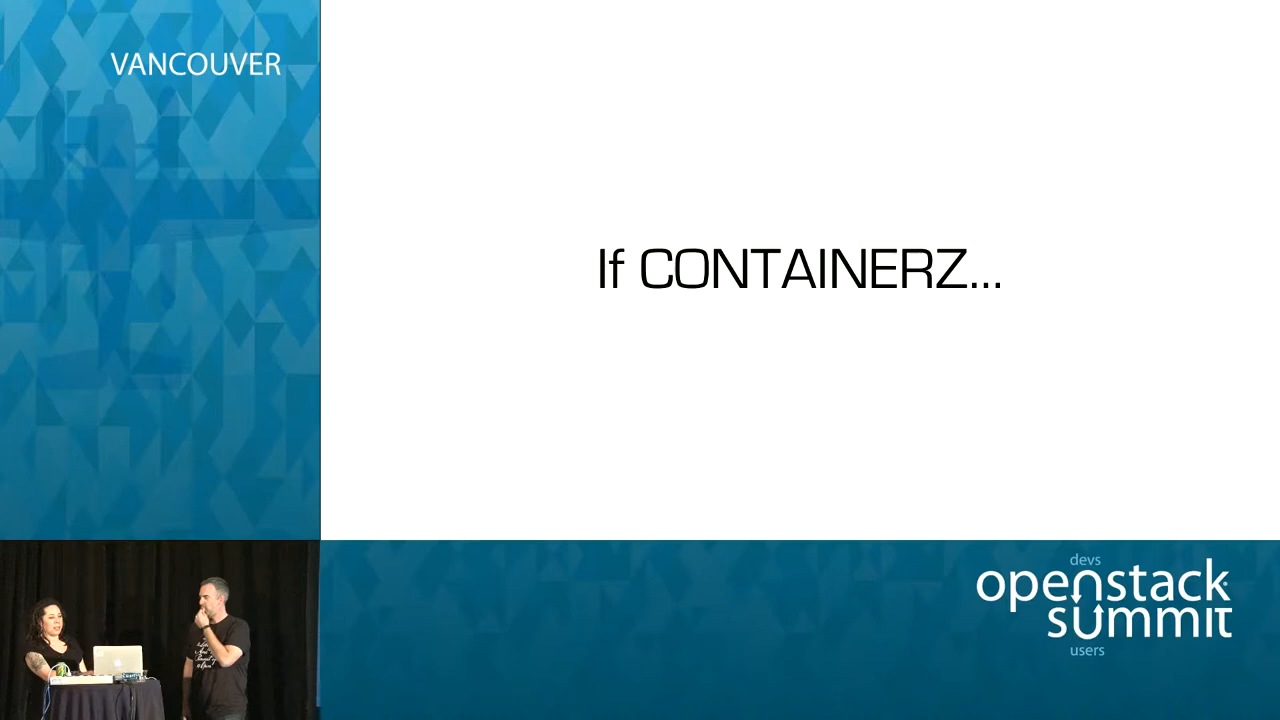 VANCOUVER
If CONTAINERZ...
devs
openstack
summit
users